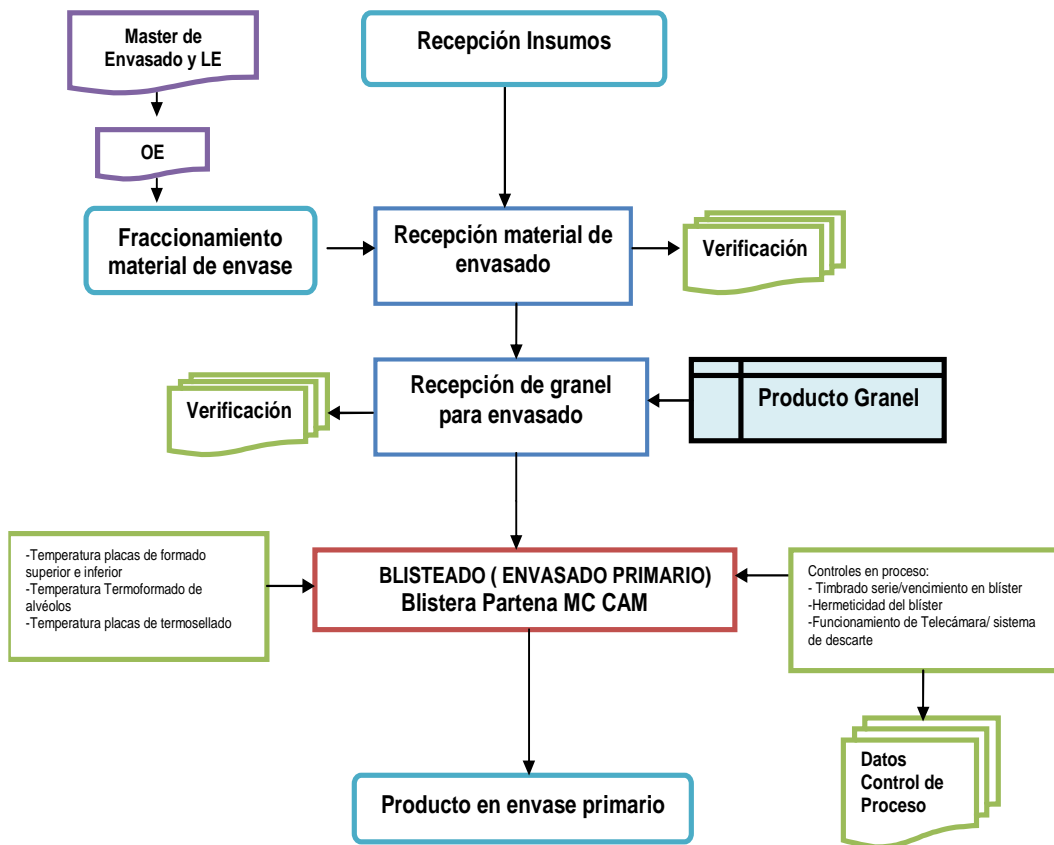 Master de
Envasado y LE
Recepción Insumos
OE
Fraccionamiento
material de envase
Recepción material de
envasado
Verificación
Recepción de granel
para envasado
Verificación
Producto Granel
-Temperatura placas de formado
superior e inferior
-Temperatura Termoformado de
alvéolos
-Temperatura placas de termosellado
BLISTEADO ( ENVASADO PRIMARIO)
Blistera Partena MC CAM
Controles en proceso:
- Timbrado serie/vencimiento en blíster
-Hermeticidad del blíster
-Funcionamiento de Telecámara/ sistema
de descarte
Datos
Control de
Proceso
Producto en envase primario